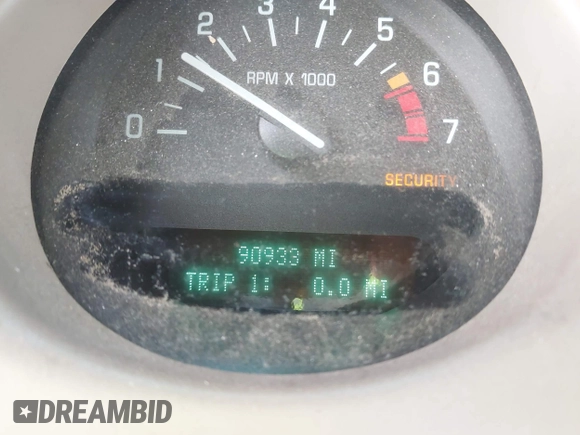 0 1 2 3 4 5 6 7
RPM X 1000
SECURITY
90933 MI
TRIP 1: 0.0 MI
DREAMBID